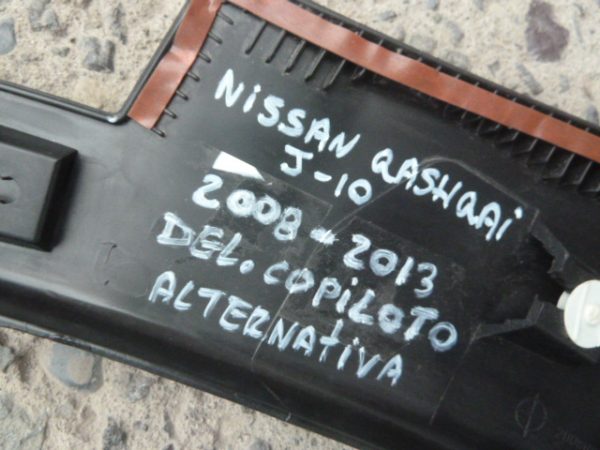 NiSSAN QASHQAi
J-10
2008-2013
DEL. COPiLOTO
ALTERNAtiVA